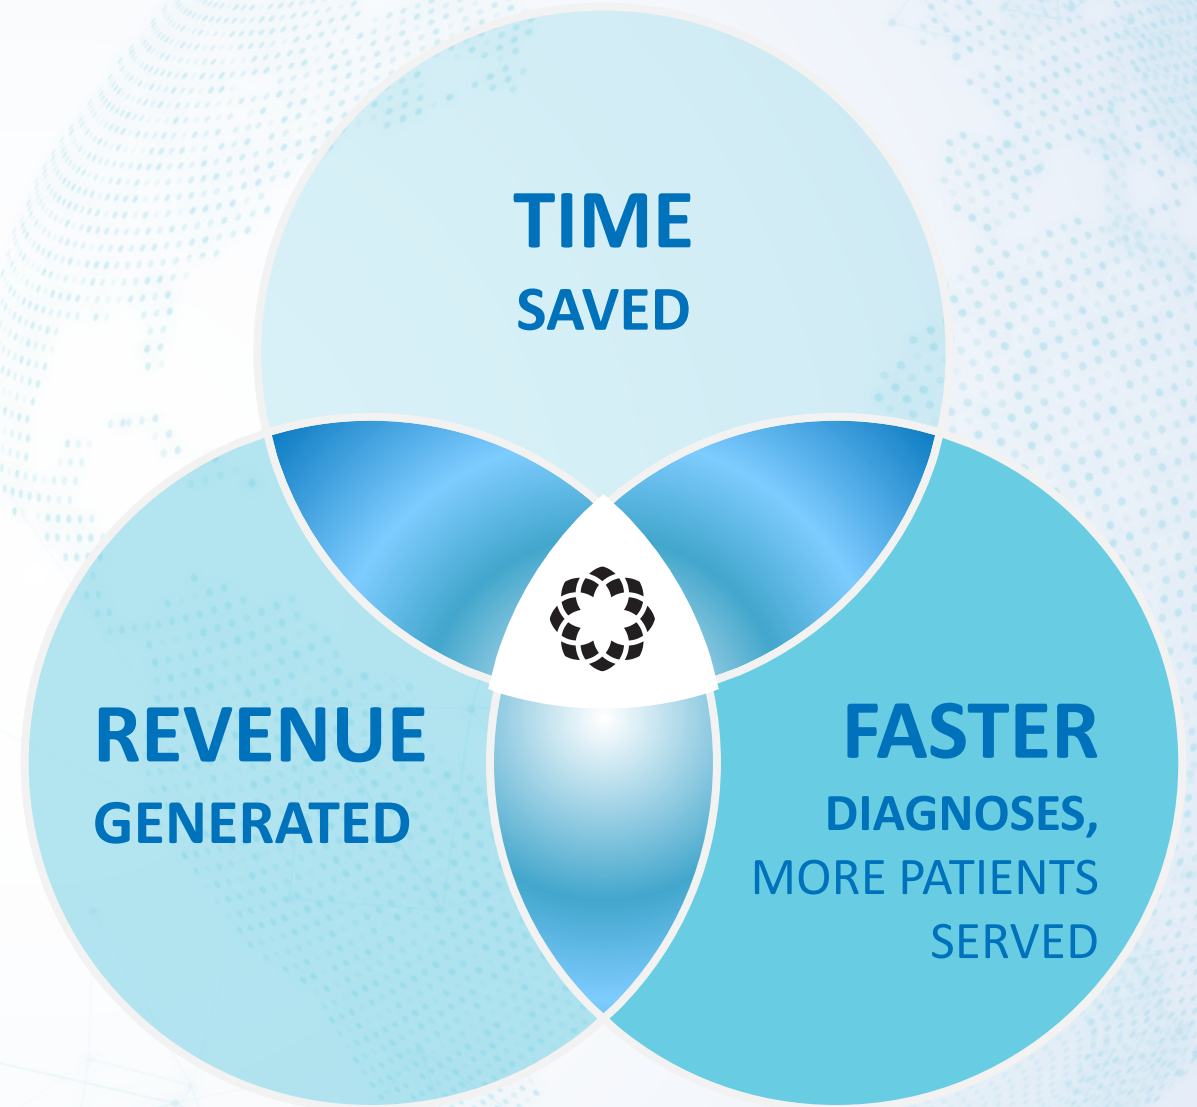 TIME
SAVED
REVENUE
GENERATED
FASTER
DIAGNOSES,
MORE PATIENTS
SERVED